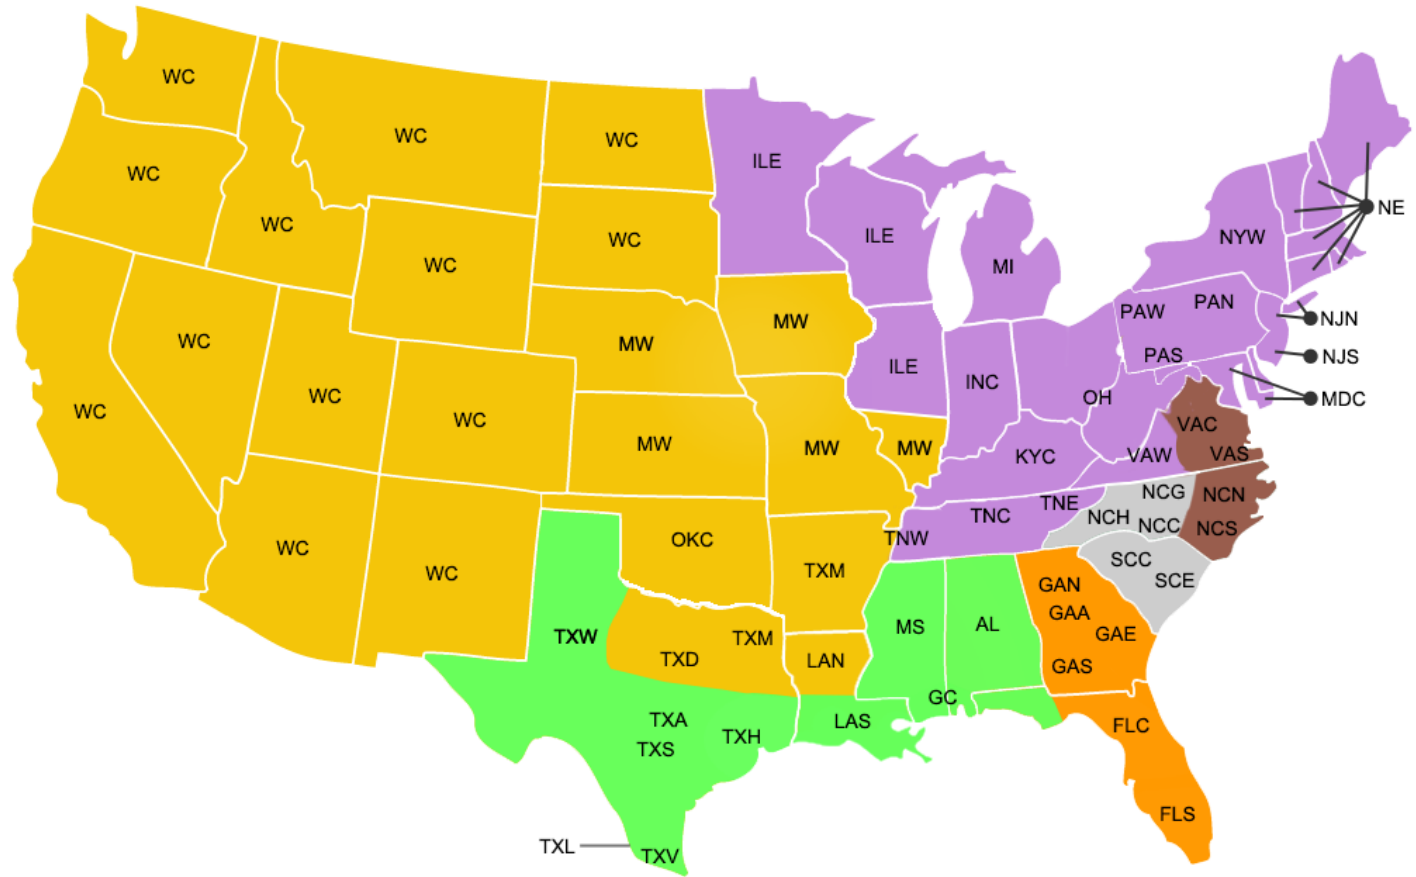 WC
WC
WC
ILE
WC
NE
WC
ILE
NYW
WC
WC
MI
WC
PAN
PAW
MW
NJN
WC
MW
PAS
NJS
ILE
INC
WC
OH
MDC
WC
WC
VAC
MW
MW
MW
VAS
KYC
VAW
NCG
NCN
TNE
TNC
NCH
NCC
NCS
TNW
OKC
WC
SCC
TXM
WC
SCE
GAN
GAA
MS
AL
GAE
TXW
TXM
TXD
LAN
GAS
GC
TXA
LAS
FLC
TXH
TXS
FLS
TXL
TXV